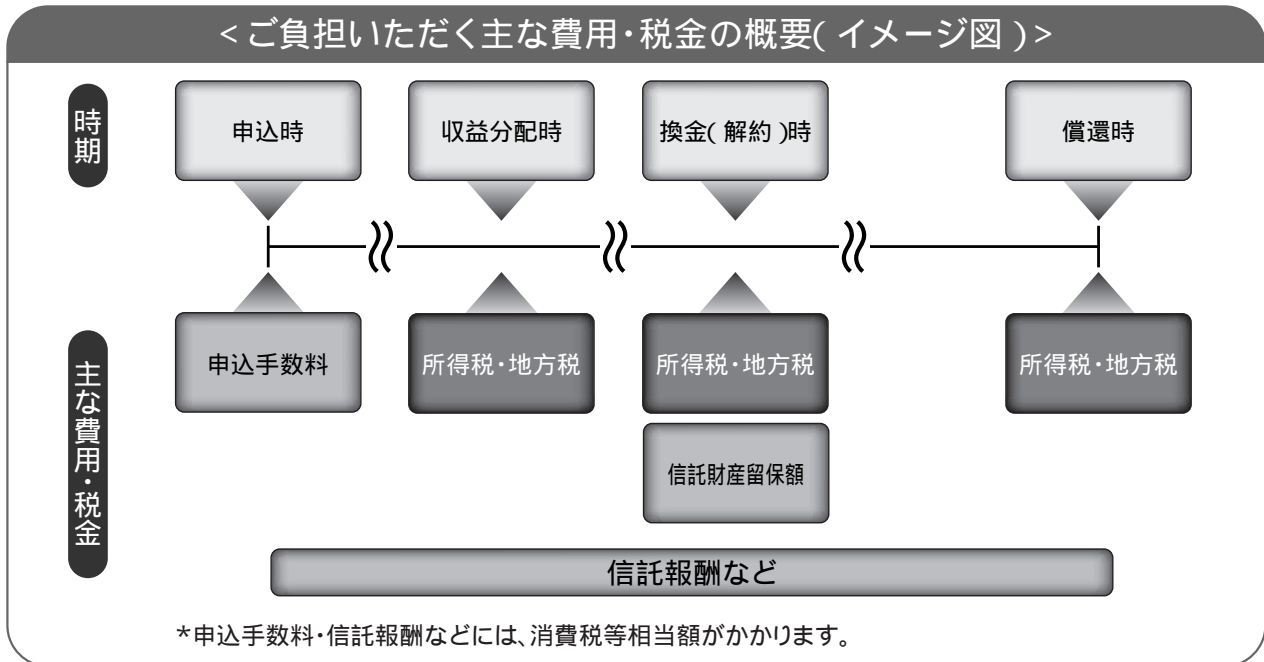 <ご負担いただく主な費用・税金の概要(イメージ図)>
時期
申込時
収益分配時
換金(解約)時
償還時
主な費用・税金
申込手数料
所得税・地方税
所得税・地方税
所得税・地方税
信託財産留保額
信託報酬など
*申込手数料・信託報酬などには、消費税等相当額がかかります。